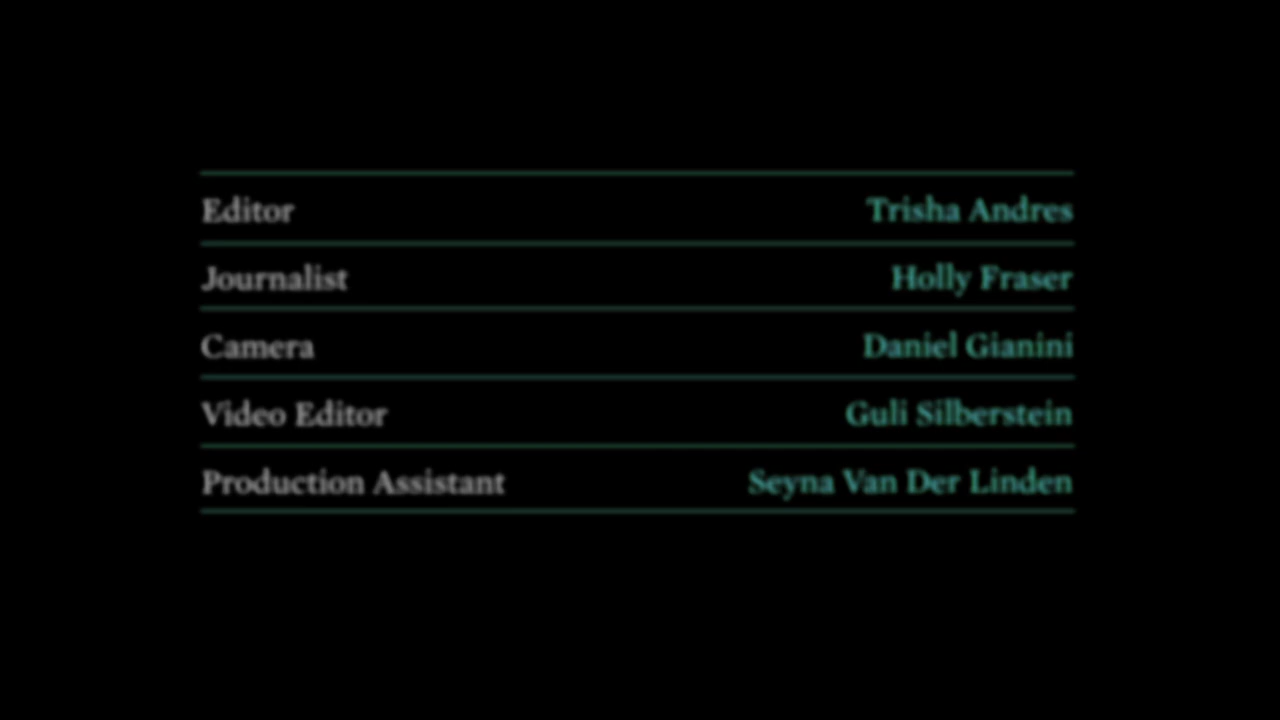 Editor Trisha Andres
Journalist Holly Fraser
Camera Daniel Gianini
Video Editor Guli Silberstein
Production Assistant Seyna Van Der Linden